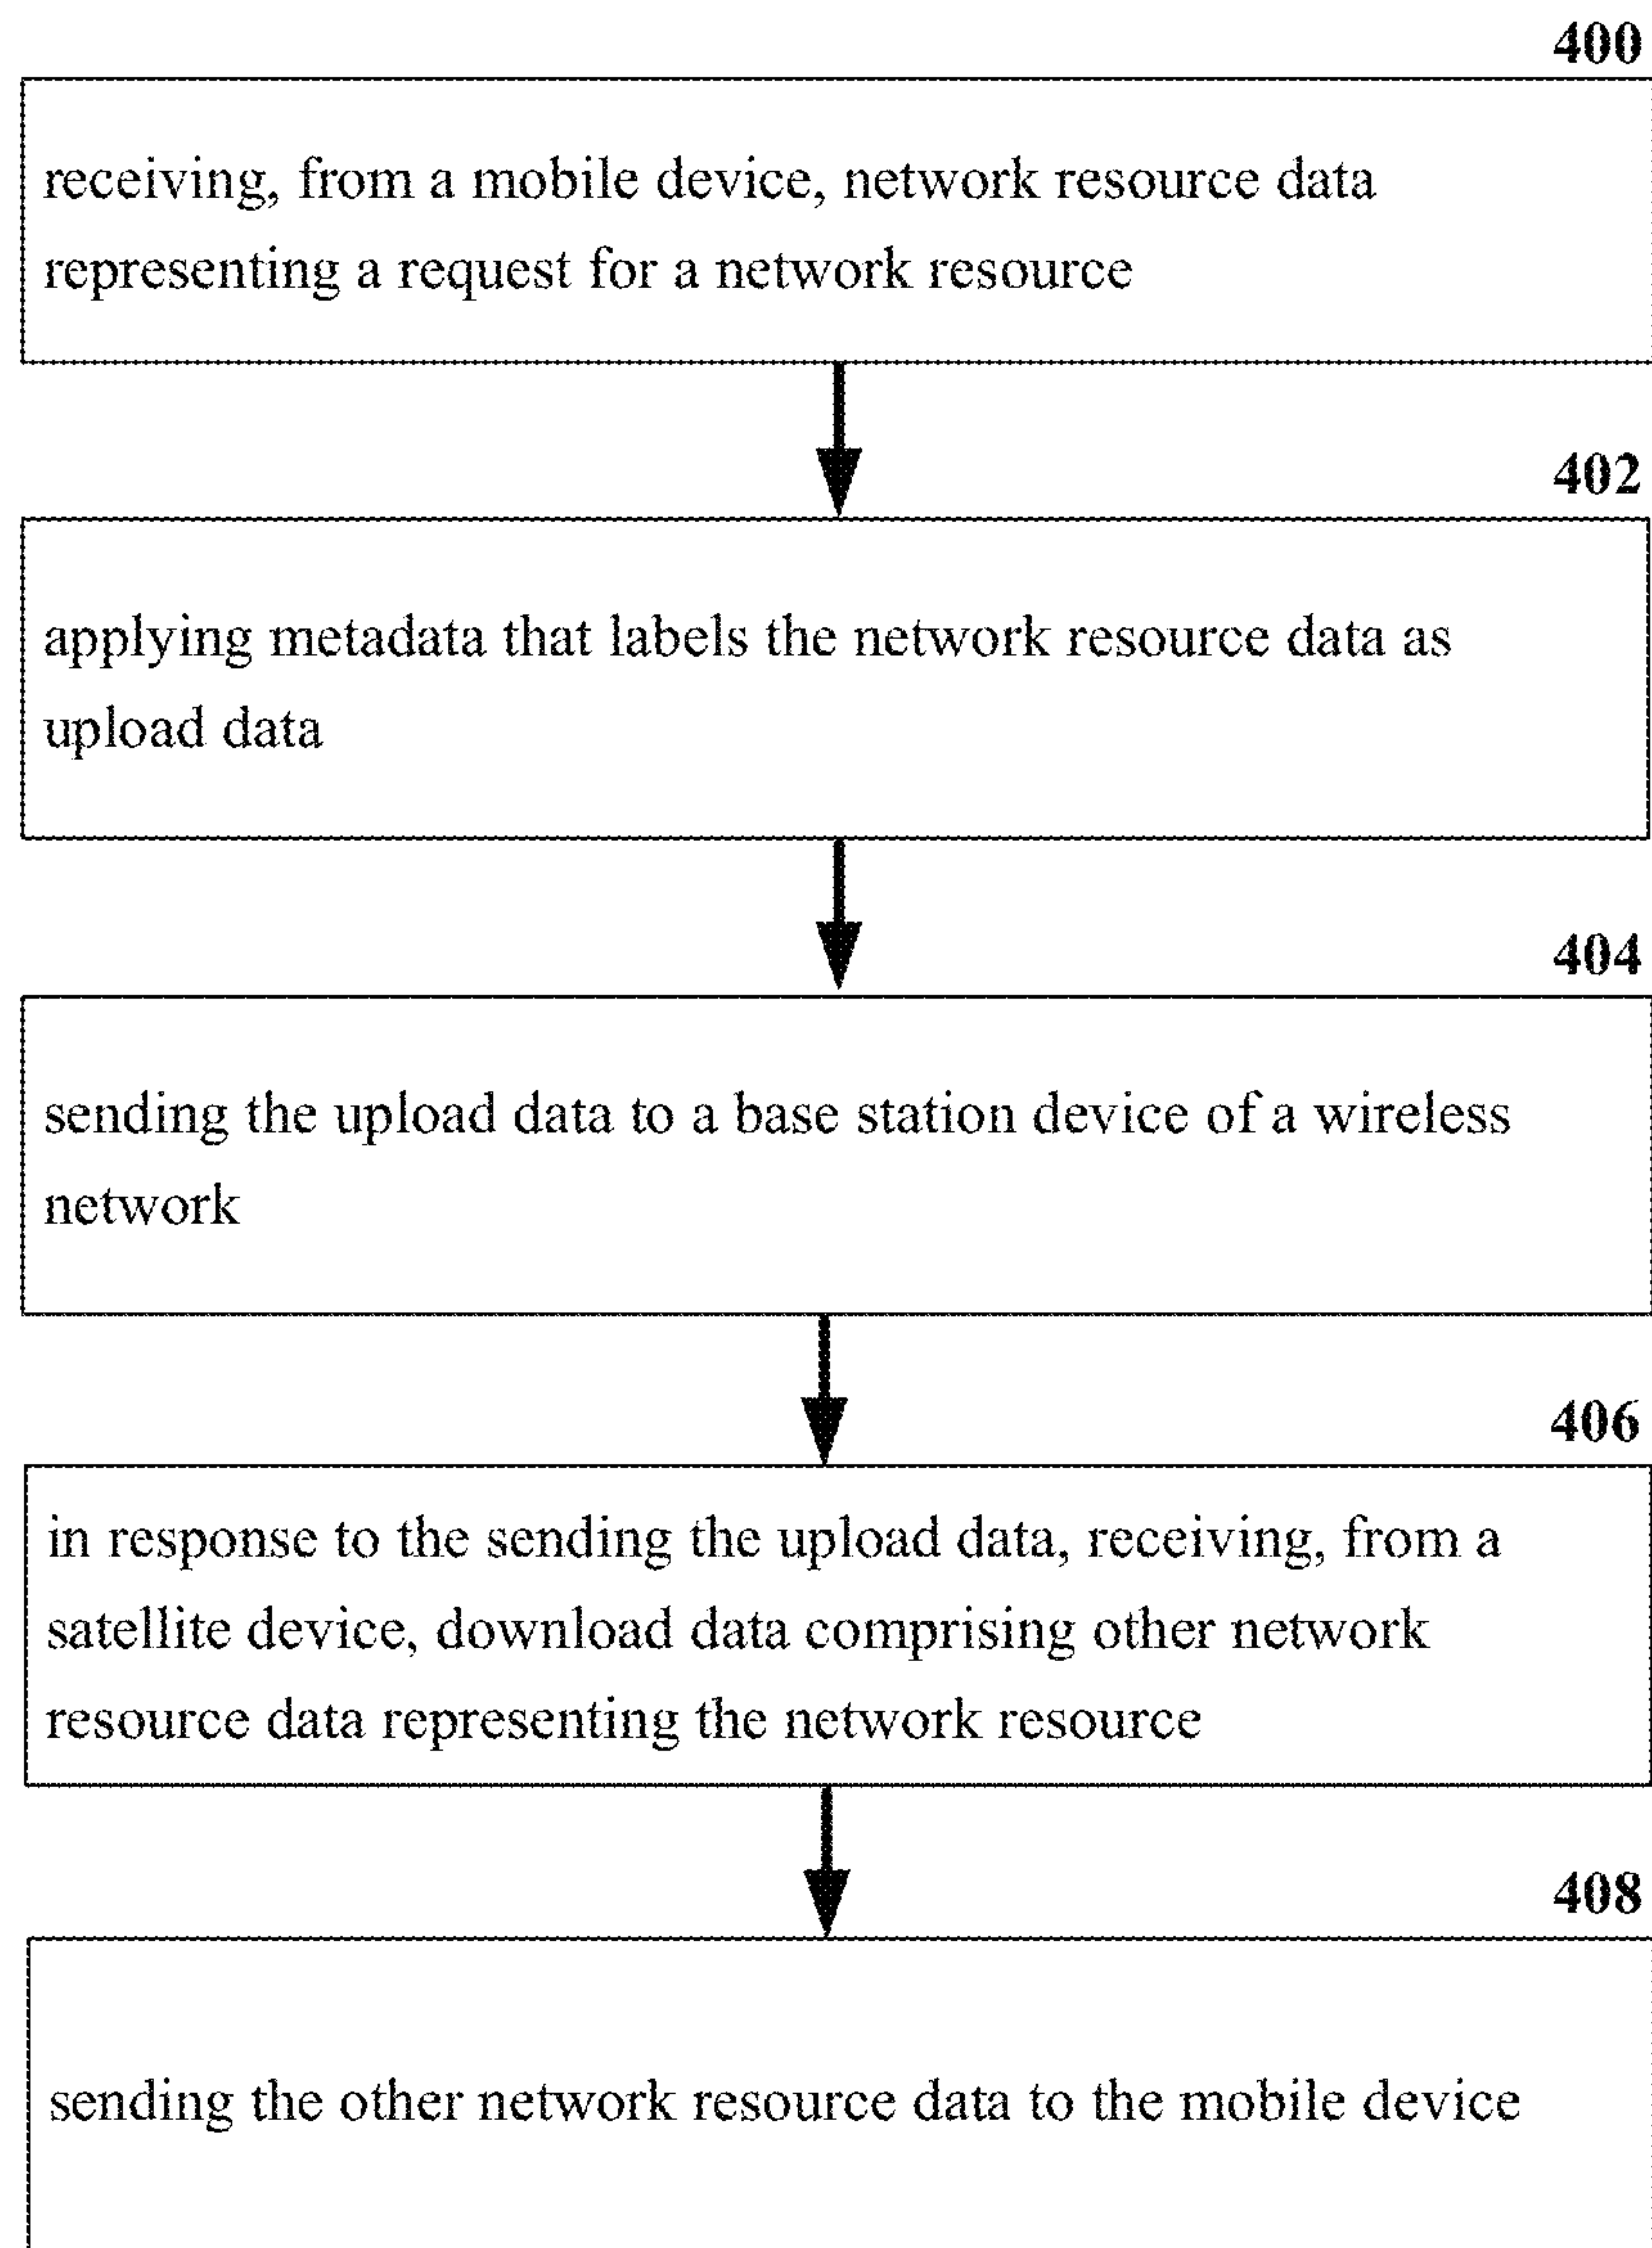 400
receiving, from a mobile device, network resource data
representing a request for a network resource
402
applying metadata that labels the network resource data as
upload data
404
sending the upload data to a base station device of a wireless
network
406
in response to the sending the upload data, receiving, from a
satellite device, download data comprising other network
resource data representing the network resource
408
sending the other network resource data to the mobile device